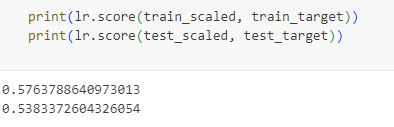 print(lr.score(train_scaled, train_target))
print(lr.score(test_scaled, test_target))
0.5763788640973013
0.5383372604326054